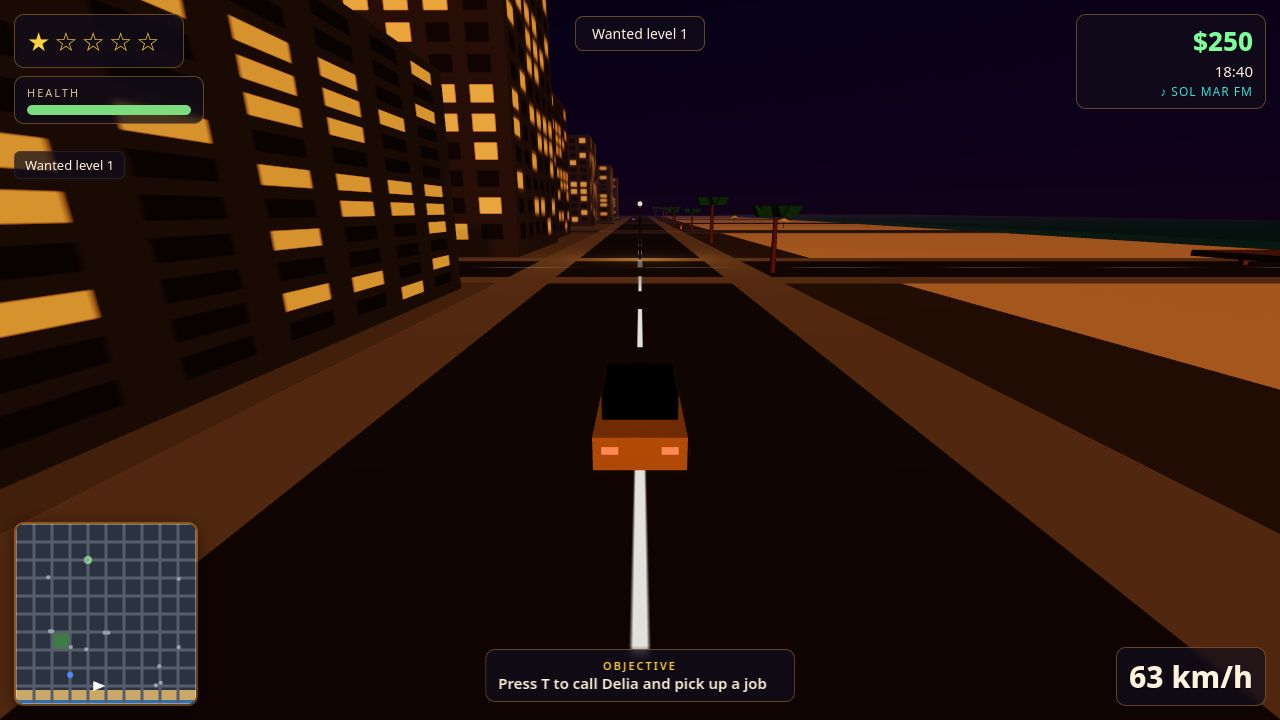 ★☆☆☆☆
HEALTH
Wanted level 1
Wanted level 1
$250
18:40
♪ SOL MAR FM
OBJECTIVE
Press T to call Delia and pick up a job
63 km/h